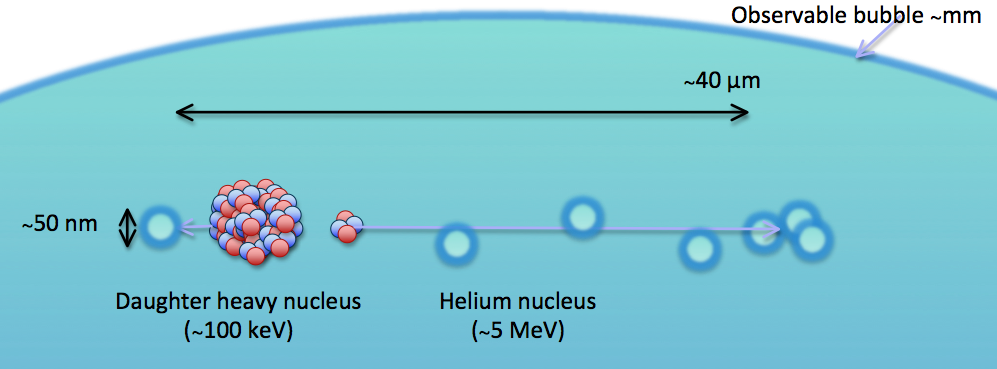 Observable bubble ~mm
~40 µm
~50 nm
Daughter heavy nucleus
(~100 keV)
Helium nucleus
(~5 MeV)